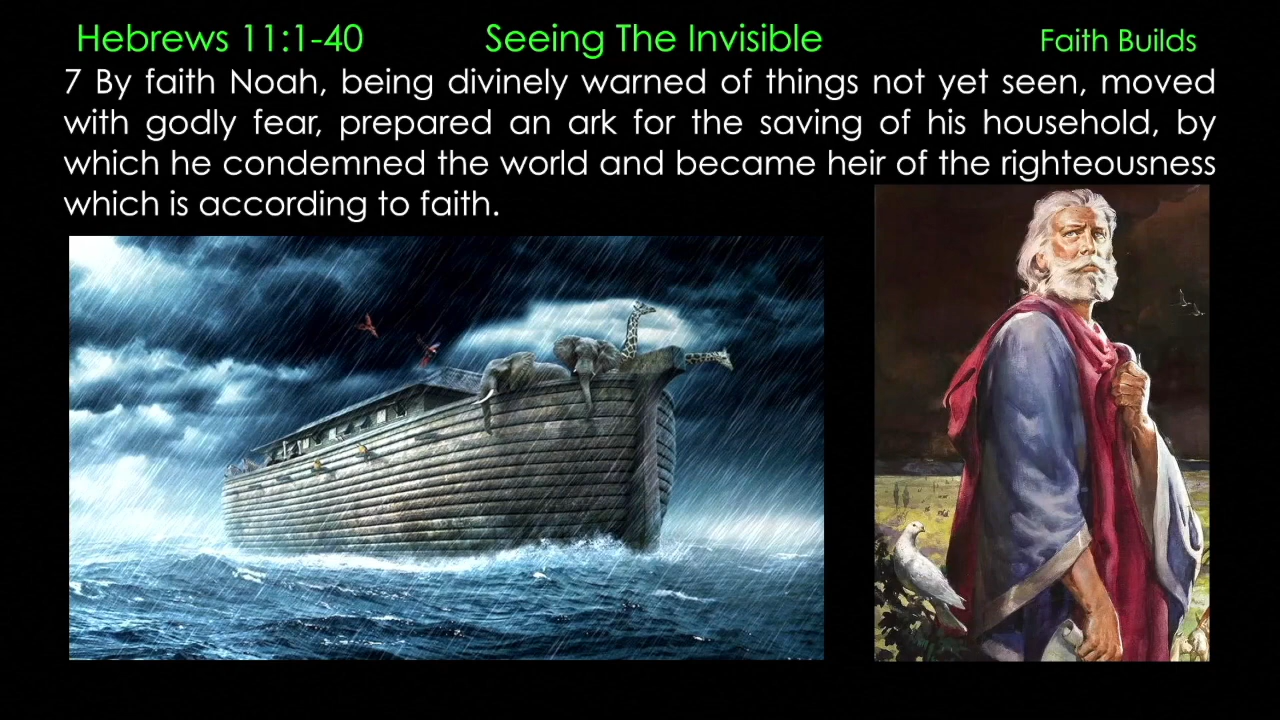 Hebrews 11:1-40 Seeing The Invisible Faith Builds
7 By faith Noah, being divinely warned of things not yet seen, moved
with godly fear, prepared an ark for the saving of his household, by
which he condemned the world and became heir of the righteousness
which is according to faith.